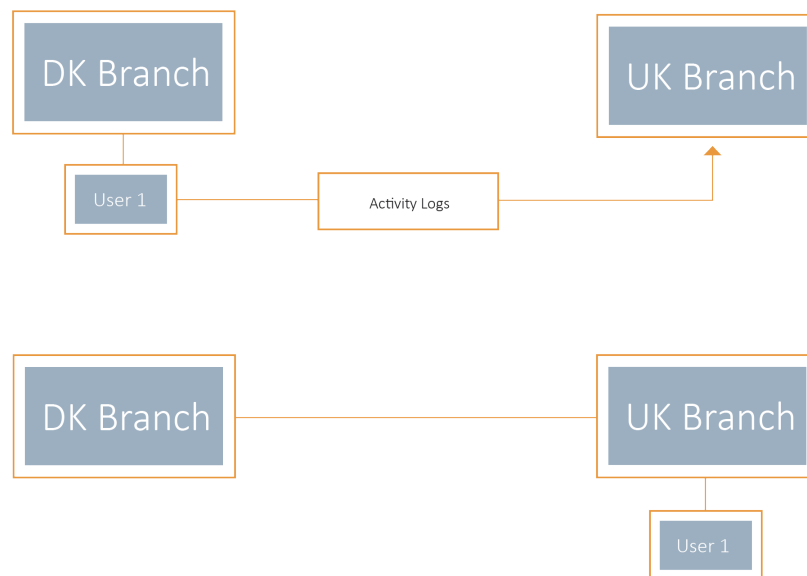 DK Branch
UK Branch
User 1
Activity Logs
DK Branch
UK Branch
User 1